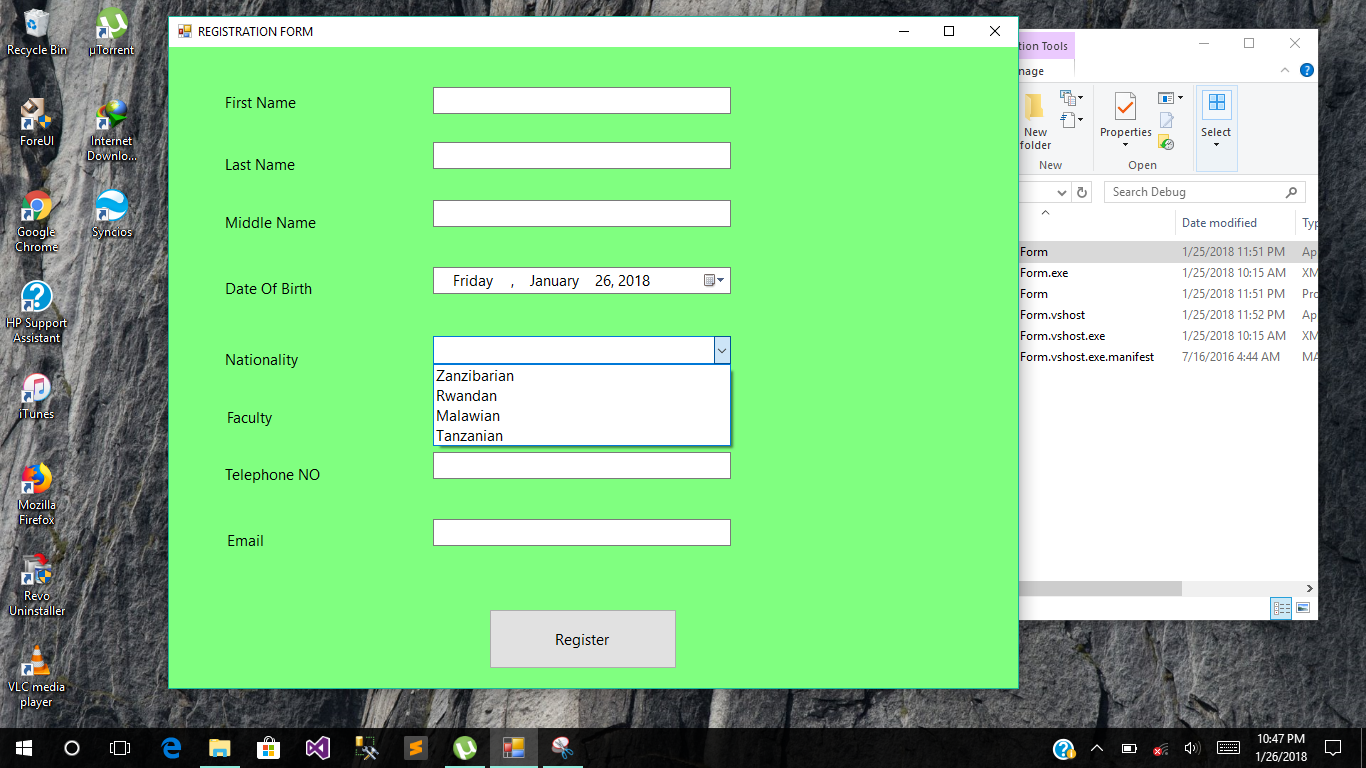 Recycle Bin
µTorrent
ForeUI
Internet
Downlo...
Google
Chrome
Syncios
HP Support
Assistant
iTunes
Mozilla
Firefox
Revo
Uninstaller
VLC media
player
REGISTRATION FORM
First Name
Last Name
Middle Name
Date Of Birth
Friday , January 26, 2018
Nationality
Zanzibarian
Rwandan
Malawian
Tanzanian
Faculty
Telephone NO
Email
Register
tion Tools
nage
New
folder
New
Properties
Open
Select
Search Debug
Date modified
Typ
Form 1/25/2018 11:51 PM Ap
Form.exe 1/25/2018 10:15 AM XM
Form 1/25/2018 11:51 PM Pro
Form.vshost 1/25/2018 11:52 PM Ap
Form.vshost.exe 1/25/2018 10:15 AM XM
Form.vshost.exe.manifest 7/16/2016 4:44 AM MA
10:47 PM
1/26/2018